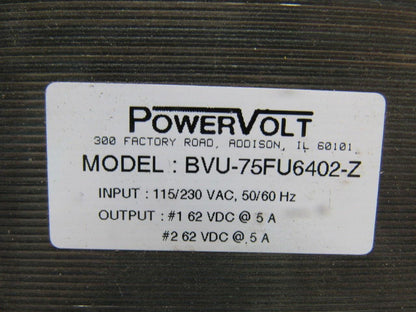 POWERVOLT
300 FACTORY ROAD, ADDISON, IL 60101
MODEL : BVU-75FU6402-Z
INPUT : 115/230 VAC, 50/60 Hz
OUTPUT : #1 62 VDC @ 5 A
#2 62 VDC @ 5 A